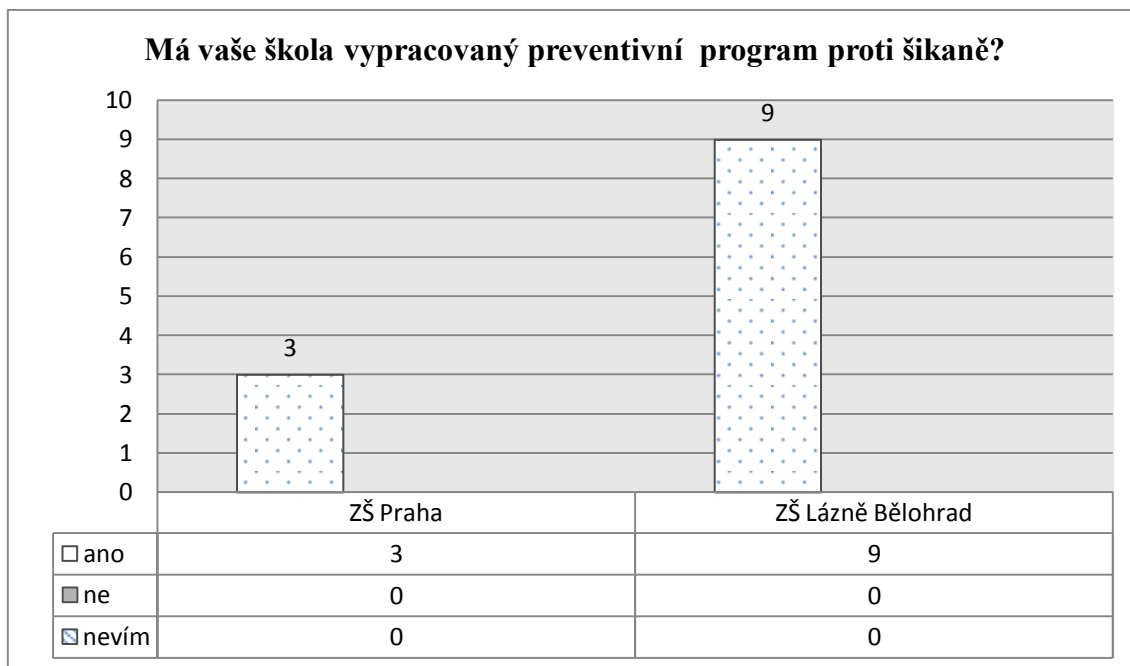 Má vaše škola vypracovaný preventivní program proti šikaně?
10
9
8
7
6
5
4
3
2
1
0
3
9
ZŠ Praha ZŠ Lázně Bělohrad
ano 3 9
ne 0 0
nevím 0 0